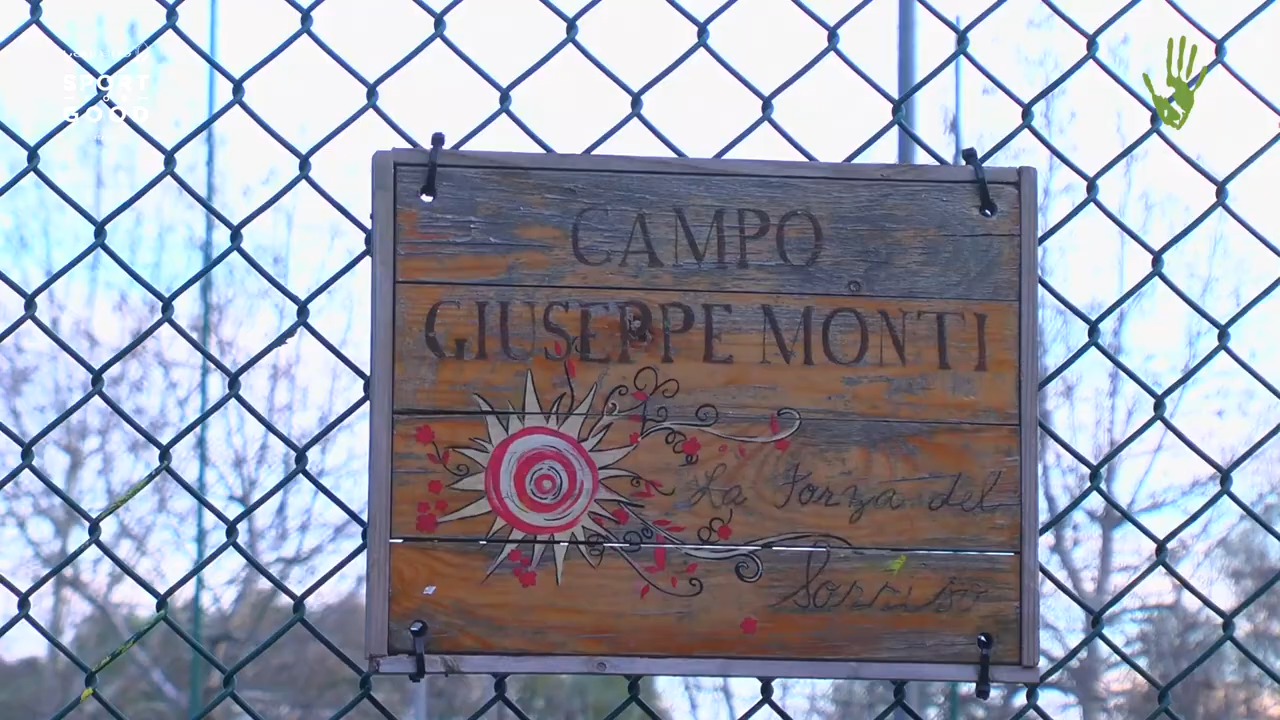 SPORT
GOOD
CAMPO
GIUSEPPE MONTI
La Forza del
Sorriso